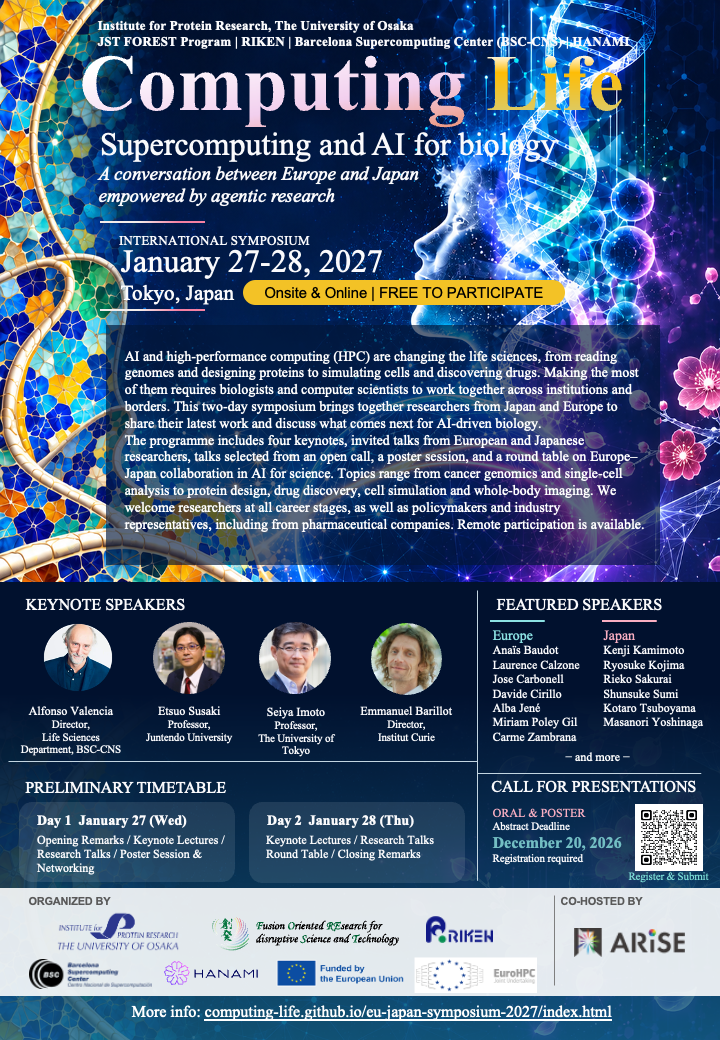 Institute for Protein Research, The University of Osaka
JST FOREST Program | RIKEN | Barcelona Supercomputing Center (BSC-CNS) | HANAMI
Computing Life
Supercomputing and AI for biology
A conversation between Europe and Japan
empowered by agentic research
INTERNATIONAL SYMPOSIUM
January 27-28, 2027
Tokyo, Japan
Onsite & Online | FREE TO PARTICIPATE
AI and high-performance computing (HPC) are changing the life sciences, from reading
genomes and designing proteins to simulating cells and discovering drugs. Making the most
of them requires biologists and computer scientists to work together across institutions and
borders. This two-day symposium brings together researchers from Japan and Europe to
share their latest work and discuss what comes next for AI-driven biology.
The programme includes four keynotes, invited talks from European and Japanese
researchers, talks selected from an open call, a poster session, and a round table on Europe–
Japan collaboration in AI for science. Topics range from cancer genomics and single-cell
analysis to protein design, drug discovery, cell simulation and whole-body imaging. We
welcome researchers at all career stages, as well as policymakers and industry
representatives, including from pharmaceutical companies. Remote participation is available.
KEYNOTE SPEAKERS
Alfonso Valencia
Director,
Life Sciences
Department, BSC-CNS
Etsuo Susaki
Professor,
Juntendo University
Seiya Imoto
Professor,
The University of
Tokyo
Emmanuel Barillot
Director,
Institut Curie
FEATURED SPEAKERS
Europe
Anaïs Baudot
Laurence Calzone
Jose Carbonell
Davide Cirillo
Alba Jené
Miriam Poley Gil
Carme Zambrana
Japan
Kenji Kamimoto
Ryosuke Kojima
Rieko Sakurai
Shunsuke Sumi
Kotaro Tsuboyama
Masanori Yoshinaga
– and more –
PRELIMINARY TIMETABLE
Day 1 January 27 (Wed)
Opening Remarks / Keynote Lectures /
Research Talks / Poster Session &
Networking
Day 2 January 28 (Thu)
Keynote Lectures / Research Talks
Round Table / Closing Remarks
CALL FOR PRESENTATIONS
ORAL & POSTER
Abstract Deadline
December 20, 2026
Registration required
Register & Submit
ORGANIZED BY
INSTITUTE for PROTEIN RESEARCH
THE UNIVERSITY OF OSAKA
創発
Fusion Oriented REsearch for
disruptive Science and Technology
RIKEN
BSC
Barcelona
Supercomputing
Center
Centro Nacional de Supercomputación
HANAMI
Funded by
the European Union
EuroHPC
Joint Undertaking
CO-HOSTED BY
ARiSE
More info: computing-life.github.io/eu-japan-symposium-2027/index.html